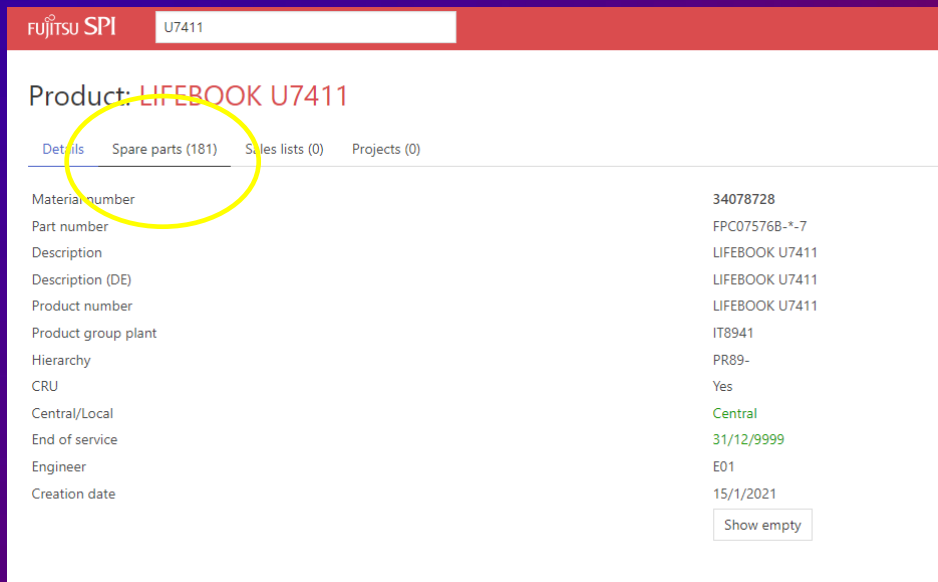 FUJITSU SPI U7411
Product: LIFEBOOK U7411
Details Spare parts (181) Sales lists (0) Projects (0)
Material number 34078728
Part number FPC07576B-*-7
Description LIFEBOOK U7411
Description (DE) LIFEBOOK U7411
Product number LIFEBOOK U7411
Product group plant IT8941
Hierarchy PR89-
CRU Yes
Central/Local Central
End of service 31/12/9999
Engineer E01
Creation date 15/1/2021
Show empty